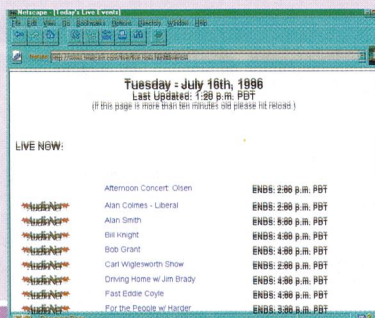 Netscape - [Today's Live Events]
File Edit View Go Bookmarks Options Directory Window Help
Tuesday - July 16th, 1996
Last Updated: 1:20 p.m. PDT
(If this page is more than ten minutes old please hit reload )
LIVE NOW:
Afternoon Concert: Olsen ENDS: 2:00 p.m. PDT
AudioNet Alan Colmes - Liberal ENDS: 2:00 p.m. PDT
AudioNet Alan Smith ENDS: 5:00 p.m. PDT
AudioNet Bill Knight ENDS: 4:00 p.m. PDT
AudioNet Bob Grant ENDS: 4:00 p.m. PDT
AudioNet Carl Wiglesworth Show ENDS: 2:00 p.m. PDT
AudioNet Driving Home w/ Jim Brady ENDS: 4:00 p.m. PDT
AudioNet Fast Eddie Coyle ENDS: 4:00 p.m. PDT
AudioNet For the People w/ Harder ENDS: 3:00 p.m. PDT